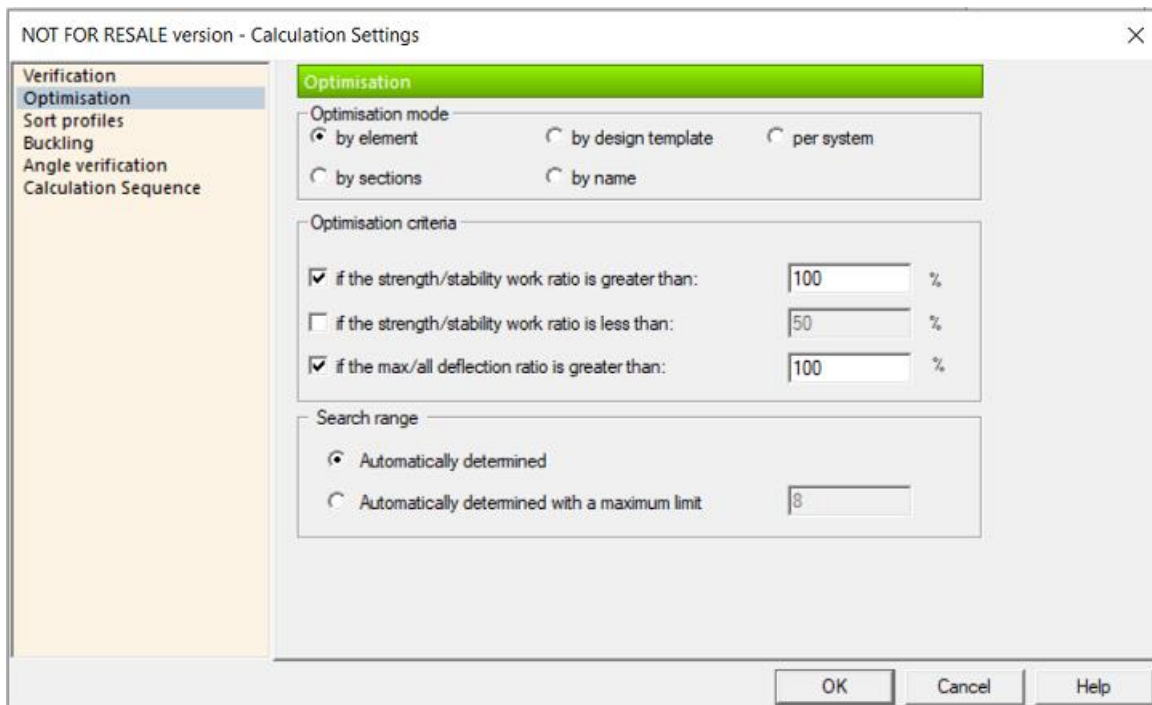 NOT FOR RESALE version - Calculation Settings
Verification
Optimisation
Sort profiles
Buckling
Angle verification
Calculation Sequence
Optimisation
Optimisation mode
by element by design template per system
by sections by name
Optimisation criteria
if the strength/stability work ratio is greater than: 100 %
if the strength/stability work ratio is less than: 50 %
if the max/all deflection ratio is greater than: 100 %
Search range
Automatically determined
Automatically determined with a maximum limit 8
OK Cancel Help